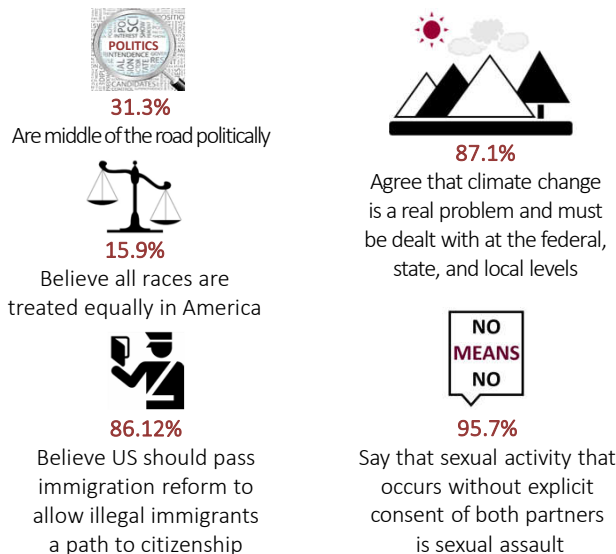 POLITICS
31.3%
Are middle of the road politically
15.9%
Believe all races are
treated equally in America
86.12%
Believe US should pass
immigration reform to
allow illegal immigrants
a path to citizenship
87.1%
Agree that climate change
is a real problem and must
be dealt with at the federal,
state, and local levels
NO
MEANS
NO
95.7%
Say that sexual activity that
occurs without explicit
consent of both partners
is sexual assault